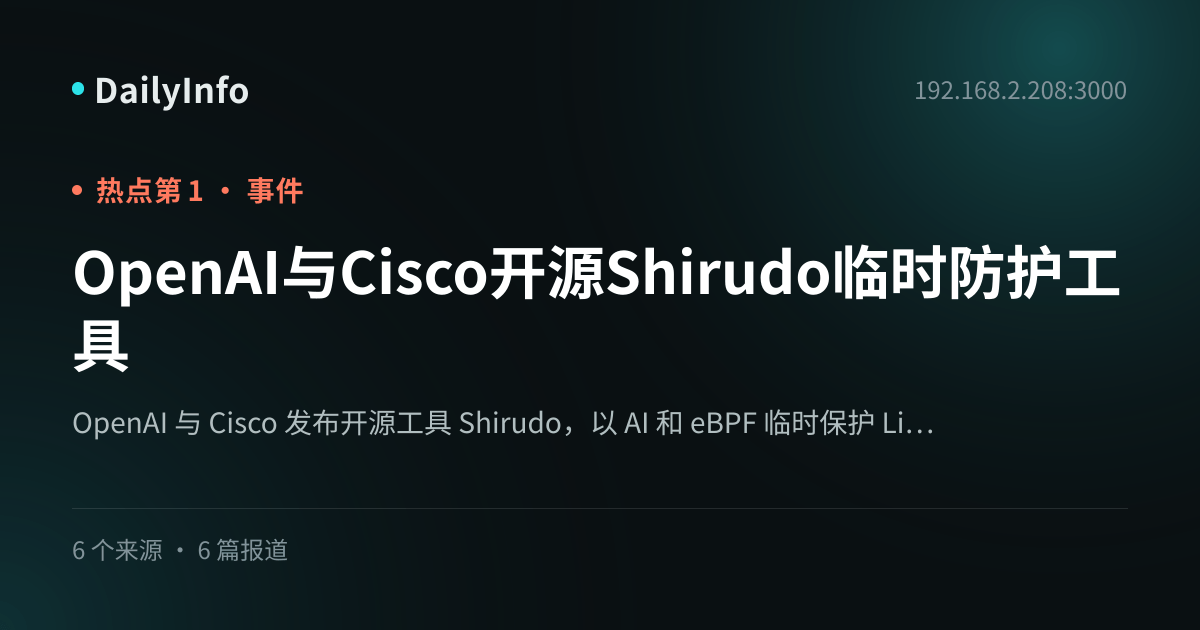 DailyInfo
192.168.2.208:3000
热点第 1 · 事件
OpenAI与Cisco开源Shirudo临时防护工
具
OpenAI 与 Cisco 发布开源工具 Shirudo，以 AI 和 eBPF 临时保护 Li…
6 个来源 · 6 篇报道